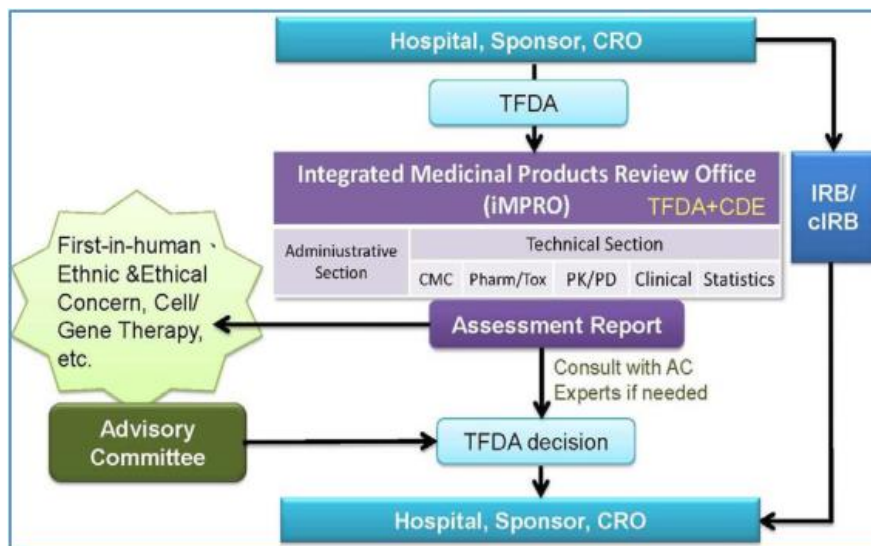 Hospital, Sponsor, CRO
TFDA
Integrated Medicinal Products Review Office
(iMPRO) TFDA+CDE
IRB/
cIRB
Adminiustrative
Section
Technical Section
CMC Pharm/Tox PK/PD Clinical Statistics
First-in-human、
Ethnic &Ethical
Concern, Cell/
Gene Therapy,
etc.
Assessment Report
Consult with AC
Experts if needed
Advisory
Committee
TFDA decision
Hospital, Sponsor, CRO